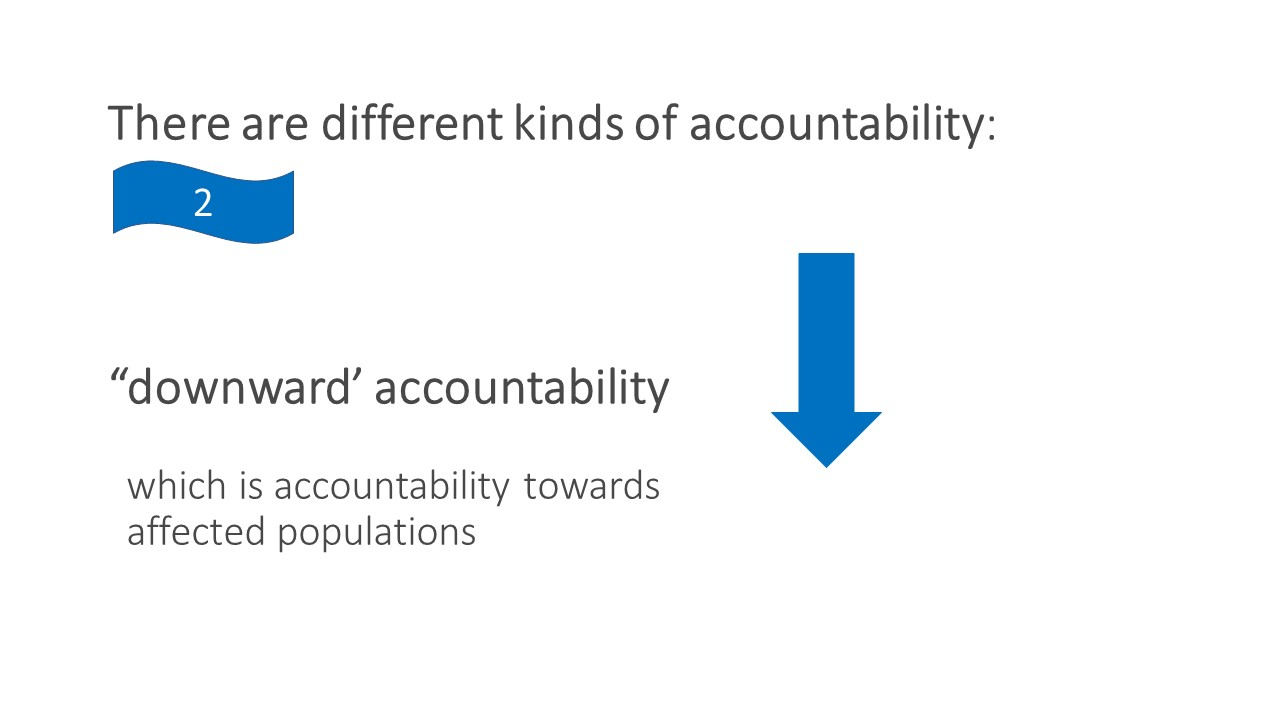 There are different kinds of accountability:
2
“downward’ accountability
which is accountability towards
affected populations